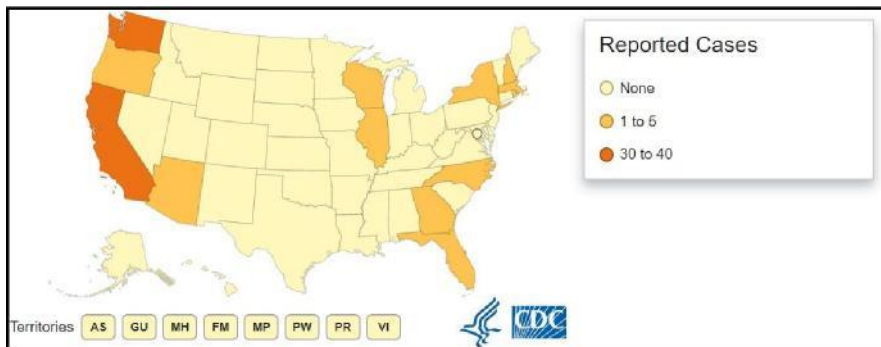 Reported Cases
None
1 to 5
30 to 40
Territories AS GU MH FM MP PW PR VI
CDC